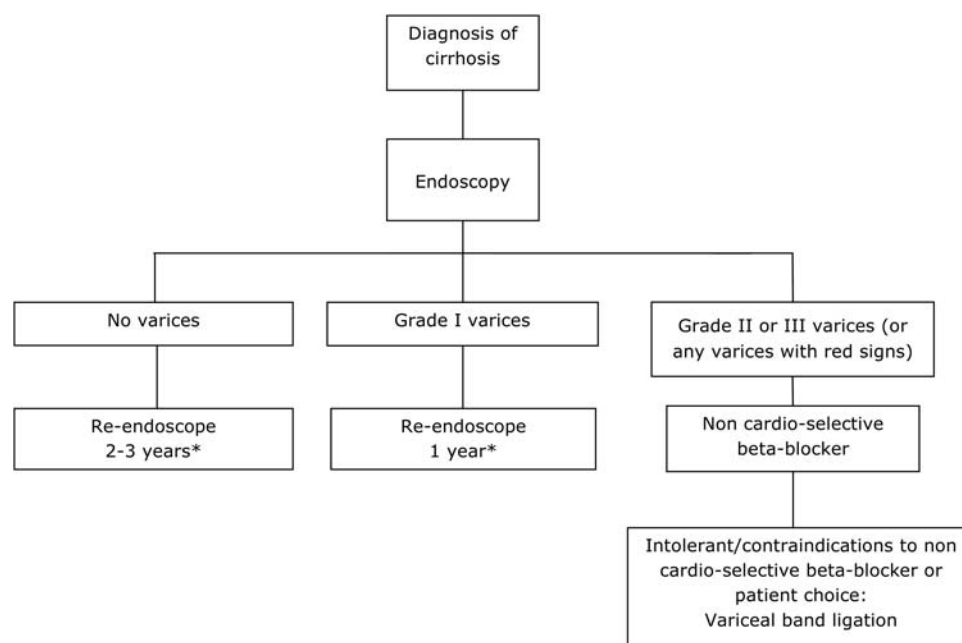 Diagnosis of
cirrhosis
Endoscopy
No varices
Grade I varices
Grade II or III varices (or
any varices with red signs)
Re-endoscope
2-3 years*
Re-endoscope
1 year*
Non cardio-selective
beta-blocker
Intolerant/contraindications to non
cardio-selective beta-blocker or
patient choice:
Variceal band ligation